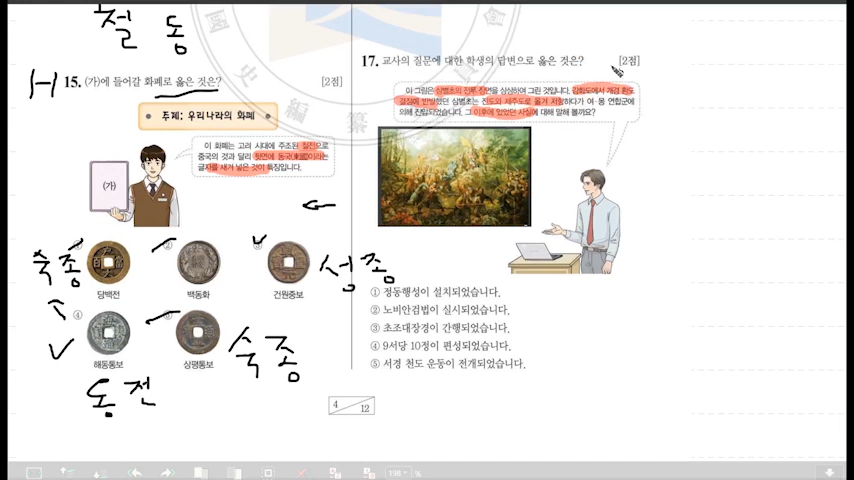 철 동
15. (가)에 들어갈 화폐로 옳은 것은? [2점]
주제: 우리나라의 화폐
이 화폐는 고려 시대에 주조된 철전으로
중국의 것과 달리 뒷면에 동국(東國)이라는
글자를 새겨 넣은 것이 특징입니다.
(가)
숙종
당백전
②
백동화
③
건원중보
성종
④
해동통보
상평통보
숙종
동전
17. 교사의 질문에 대한 학생의 답변으로 옳은 것은? [2점]
이 그림은 삼별초의 전투 장면을 상상하여 그린 것입니다. 강화도에서 개경 환도
결정에 반발했던 삼별초는 진도와 제주도로 옮겨 저항하다가 여·몽 연합군에
의해 진압되었습니다. 그 이후에 있었던 사실에 대해 말해 볼까요?
① 정동행성이 설치되었습니다.
② 노비안검법이 실시되었습니다.
③ 초조대장경이 간행되었습니다.
④ 9서당 10정이 편성되었습니다.
⑤ 서경 천도 운동이 전개되었습니다.
4 12
國史編纂
198 %